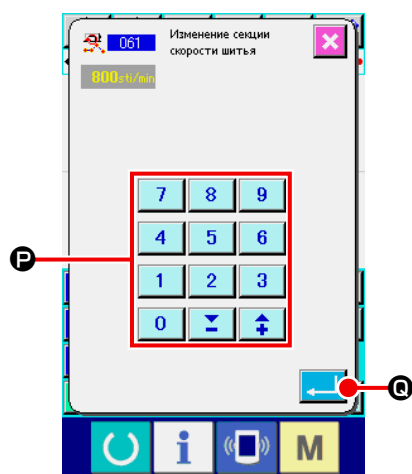 061
Изменение секции
скорости шитья
800sti/min
7 8 9
4 5 6
P
1 2 3
0
Q
i M